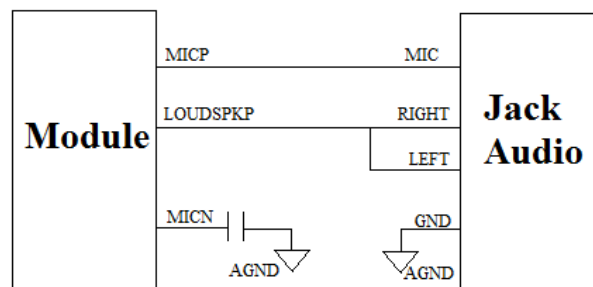 MICP
MIC
LOUDSPKP
RIGHT
Module
Jack
Audio
LEFT
MICN
GND
AGND
AGND